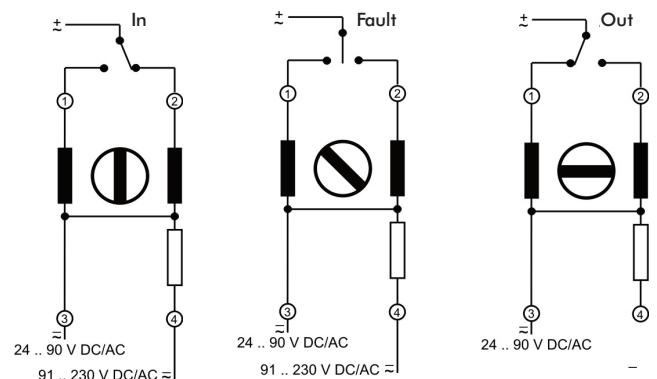 ± ~ In
± ~ Fault
± ~ Out
1 2
1 2
1 2
3 4
3 4
3 4
24 .. 90 V DC/AC
24 .. 90 V DC/AC
24 .. 90 V DC/AC
91 .. 230 V DC/AC
91 .. 230 V DC/AC